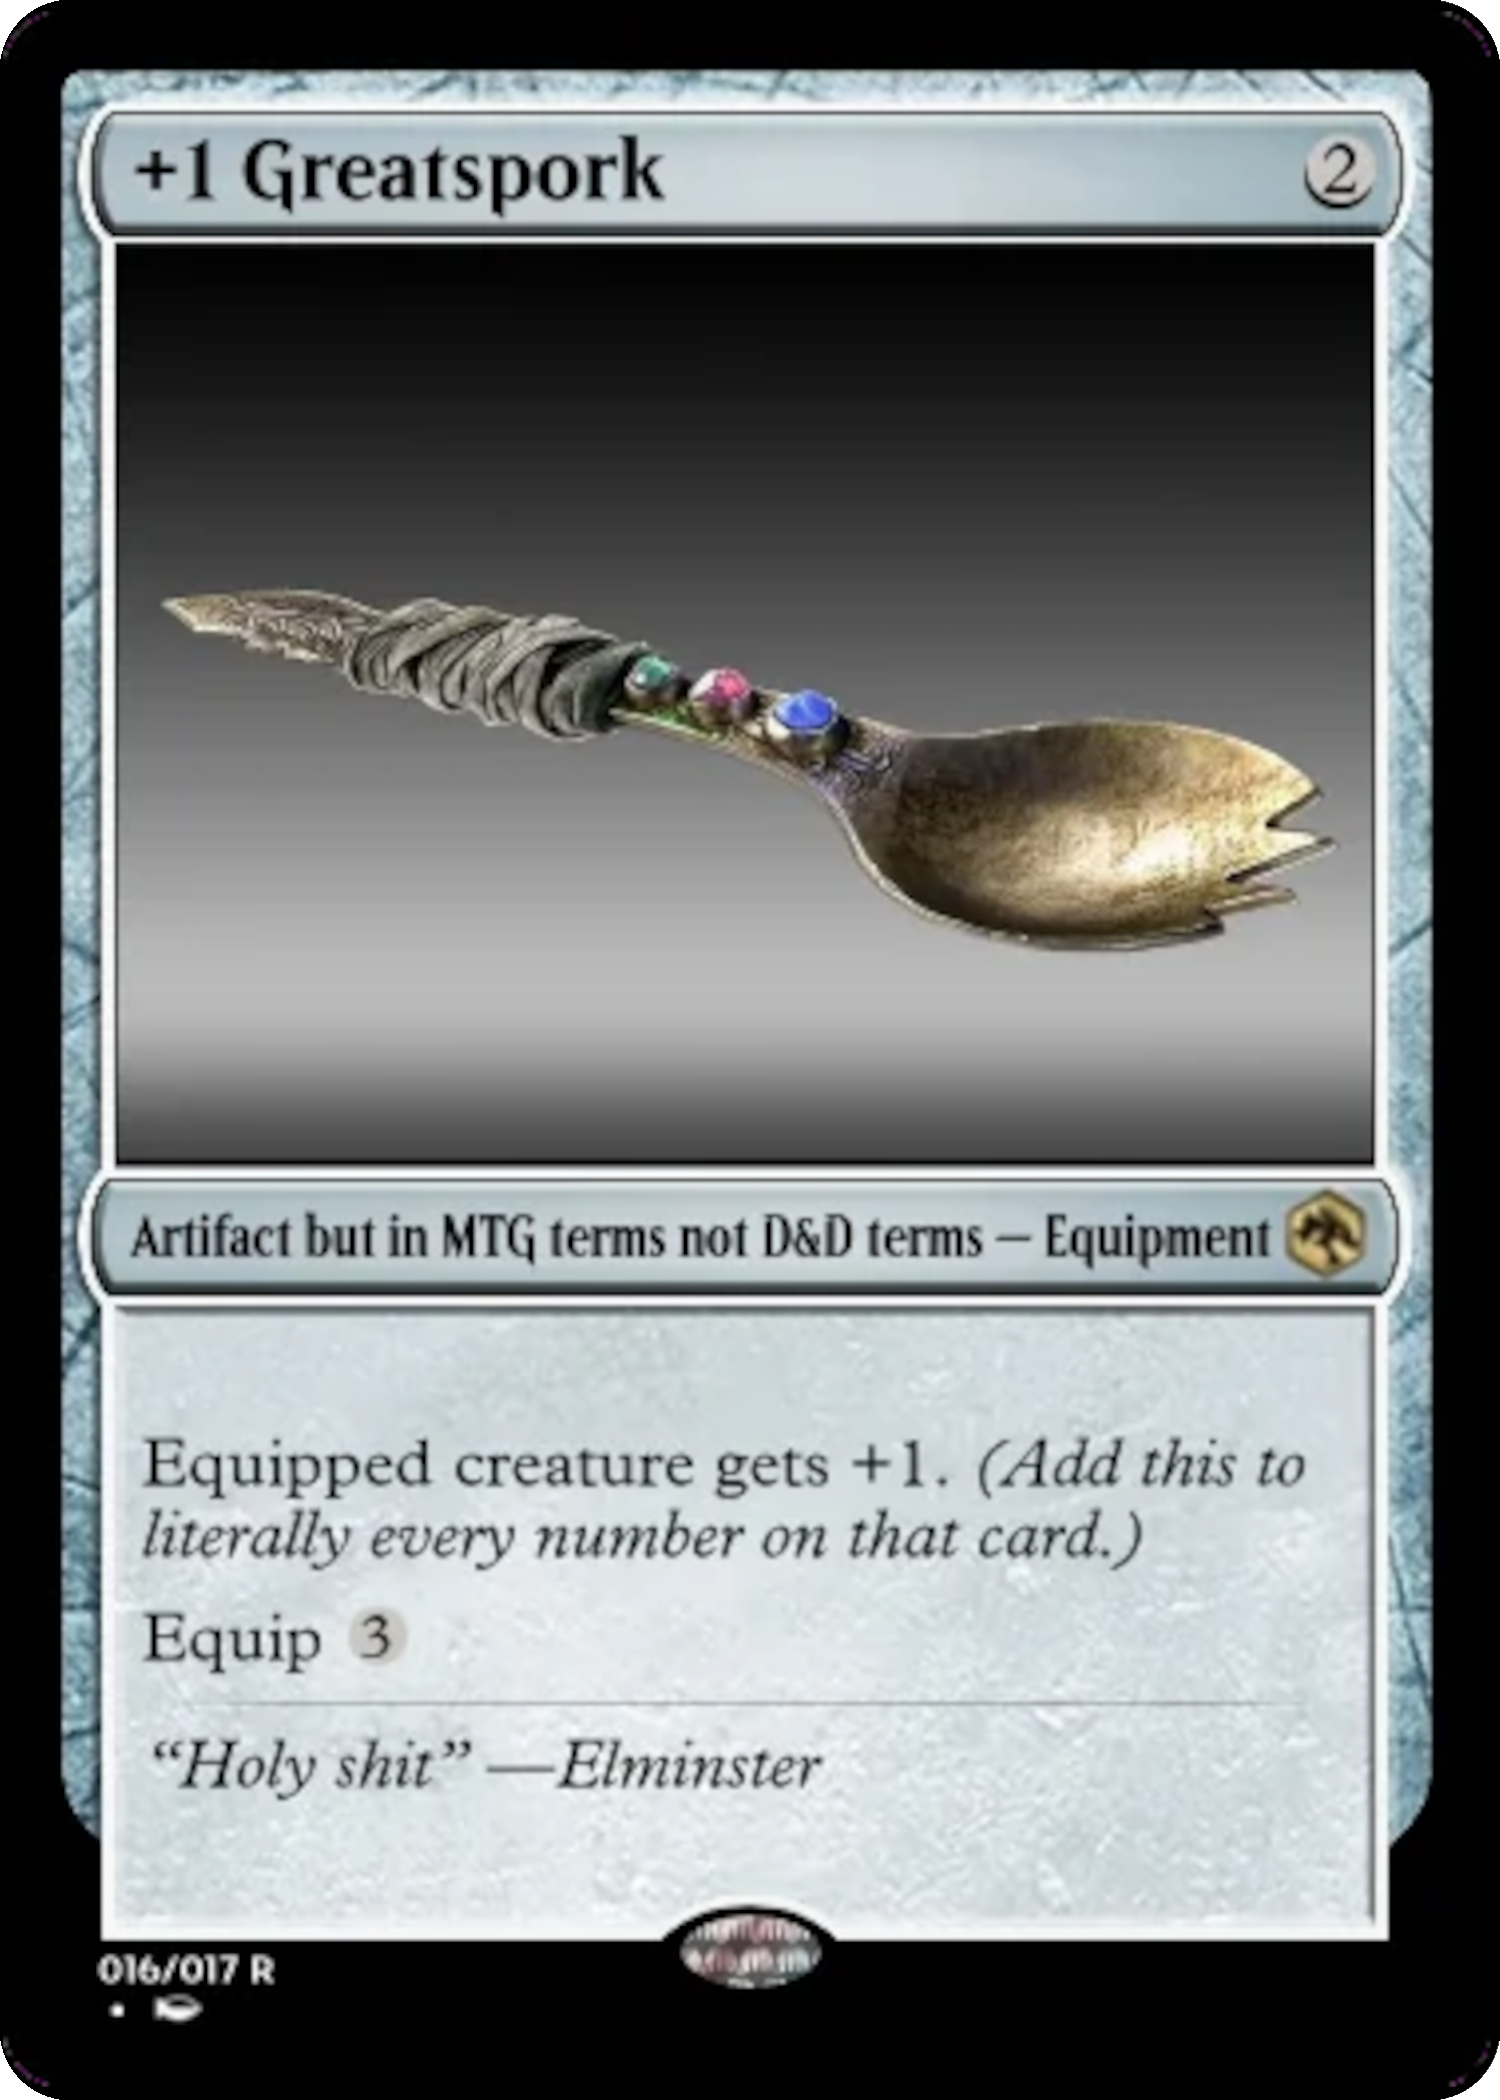 +1 Greatspork
2
Artifact but in MTG terms not D&D terms — Equipment
Equipped creature gets +1. (Add this to
literally every number on that card.)
Equip 3
“Holy shit” —Elminster
016/017 R